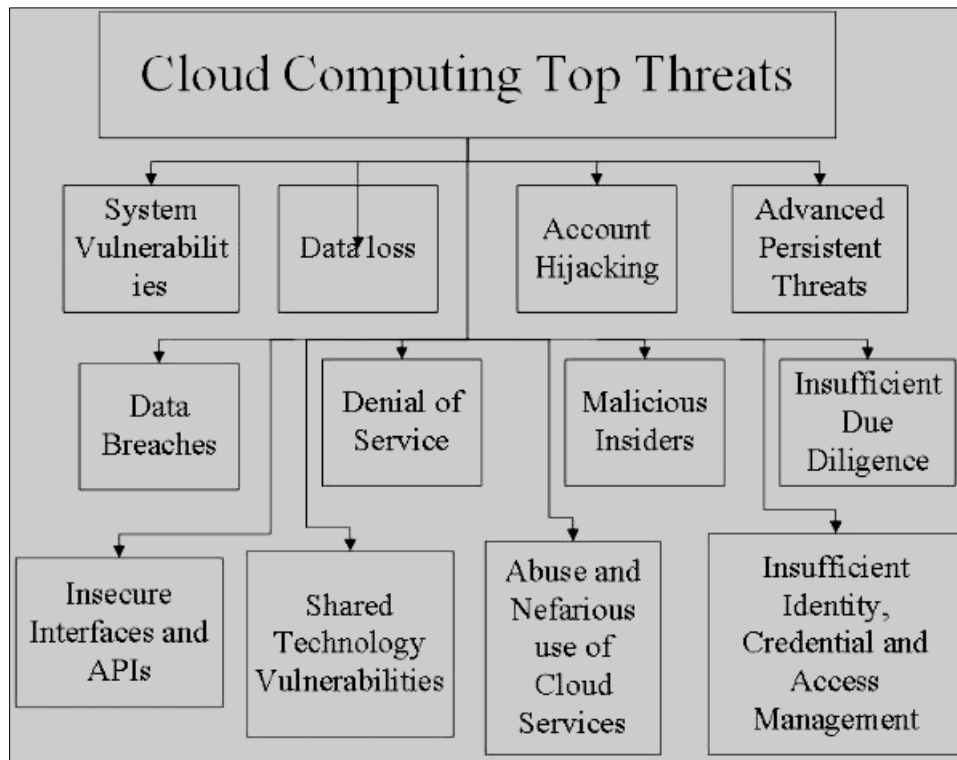 Cloud Computing Top Threats
System
Vulnerabilit
ies
Data loss
Account
Hijacking
Advanced
Persistent
Threats
Data
Breaches
Denial of
Service
Malicious
Insiders
Insufficient
Due
Diligence
Insecure
Interfaces and
APIs
Shared
Technology
Vulnerabilities
Abuse and
Nefarious
use of
Cloud
Services
Insufficient
Identity,
Credential and
Access
Management